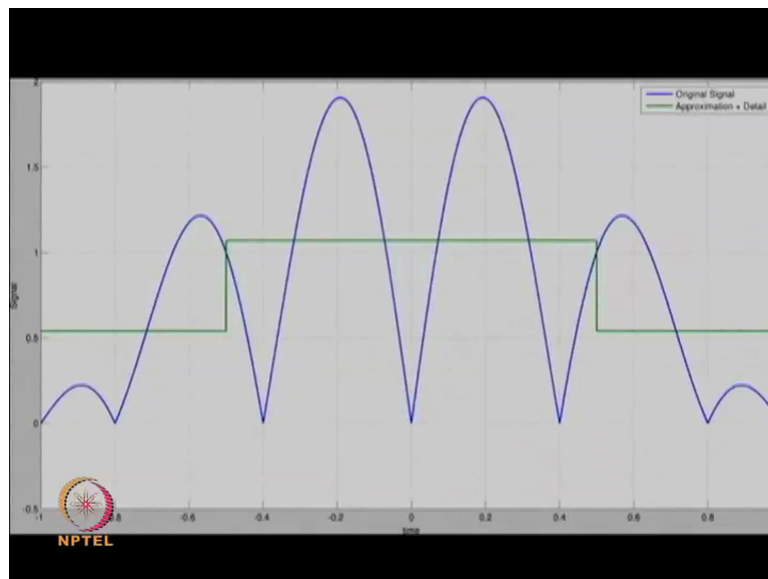 2
Original Signal
Approximation + Detail
1.5
1
Signal
0.5
0
-0.5
-1 -0.8 -0.6 -0.4 -0.2 0 0.2 0.4 0.6 0.8
time
NPTEL